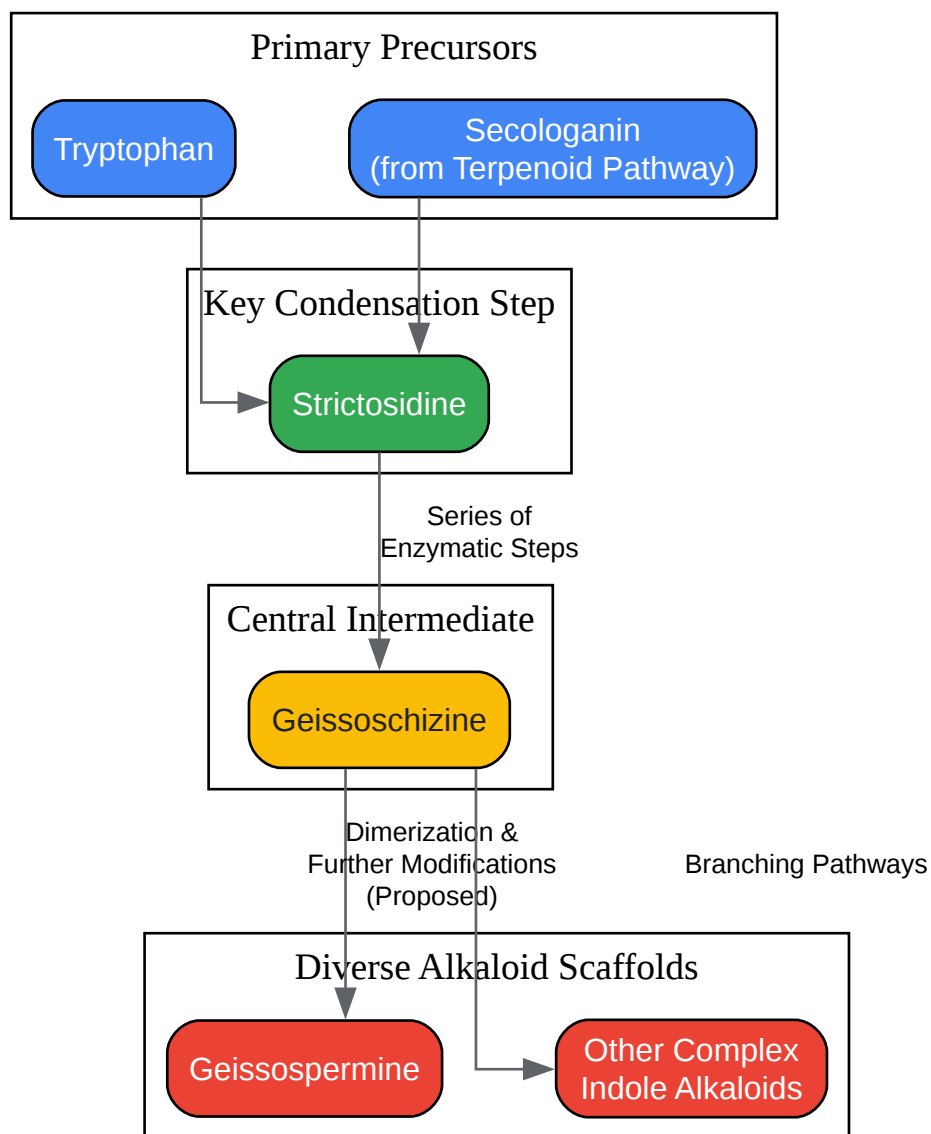 Primary Precursors
Tryptophan
Secologanin
(from Terpenoid Pathway)
Key Condensation Step
Strictosidine
Series of
Enzymatic Steps
Central Intermediate
Geissoschizine
Dimerization &
Further Modifications
(Proposed)
Branching Pathways
Diverse Alkaloid Scaffolds
Geissospermine
Other Complex
Indole Alkaloids